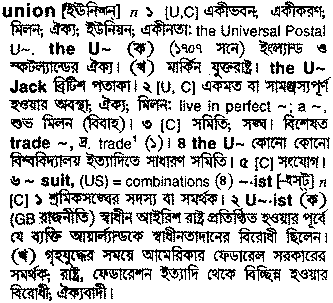 union [ইউনিঅন্] n ১ [U,C] একীভবন, একীকরণ;
মিলন, ঐক্য; ইউনিয়ন, একীনতা: the Universal Postal
U~. the U~ (ক) (১৭০৭ সনে) ইংল্যান্ড ও
স্কটল্যান্ডের ঐক্য। (খ) মার্কিন যুক্তরাষ্ট্র। the U~
Jack ব্রিটিশ পতাকা। ২ [U, C] একমত বা সামঞ্জস্যপূর্ণ
হওয়ার অবস্থা; ঐক্য; মিলন: live in perfect ~; a ~,
শুভ মিলন (বিবাহ)। ৩ [C] সমিতি; সঙ্ঘ। বিশেষত
trade ~, দ্র. trade¹ (১)। ৪ the U~ কোনো কোনো
বিশ্ববিদ্যালয় ইত্যাদিতে সাধারণ সমিতি। ৫ [C] সংযোগ।
৬ ~ suit, (US) = combinations (৪) ~-ist [–ইস্ট্] n
[C] ১ শ্রমিকসঙ্ঘের সদস্য বা সমর্থক। ২ U~-ist (ক)
(GB রাজনীতি) স্বাধীন আইরিশ রাষ্ট্র প্রতিষ্ঠিত হওয়ার পূর্বে
যে ব্যক্তি আয়ার্ল্যান্ডকে স্বাধীনতাদানের বিরোধী ছিলেন।
(খ) গৃহযুদ্ধের সময়ে আমেরিকার ফেডারেল সরকারের
সমর্থক; রাষ্ট্র, ফেডারেশন ইত্যাদি থেকে বিচ্ছিন্ন হওয়ার
বিরোধী; ঐক্যবাদী।